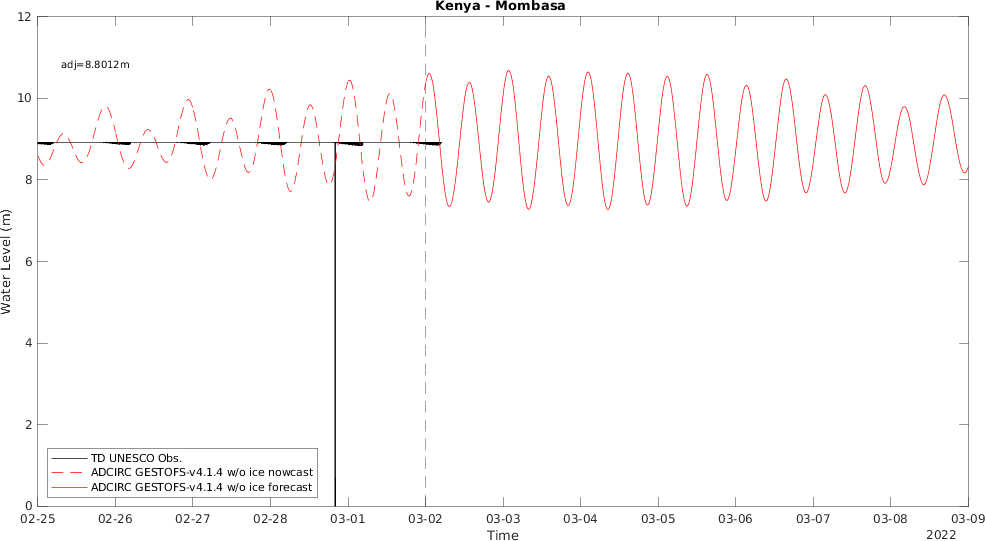 Kenya - Mombasa
adj=8.8012m
12
10
8
6
4
2
0
Water Level (m)
TD UNESCO Obs.
ADCIRC GESTOFS-v4.1.4 w/o ice nowcast
ADCIRC GESTOFS-v4.1.4 w/o ice forecast
02-25 02-26 02-27 02-28 03-01 03-02 03-03 03-04 03-05 03-06 03-07 03-08 03-09
Time
2022